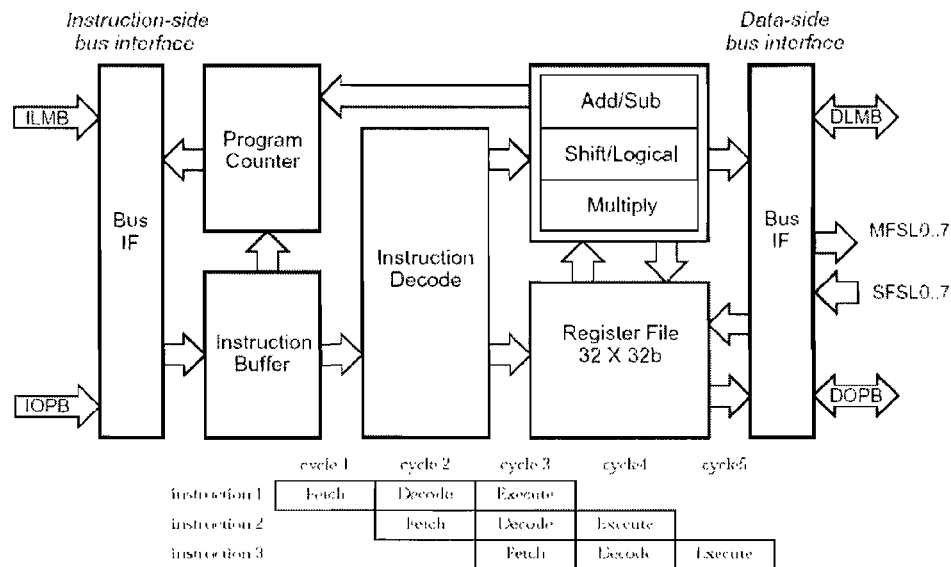 Instruction-side
bus interface
Data-side
bus interface
ILMB
Program
Counter
Add/Sub
Shift/Logical
Multiply
DLMB
Bus
IF
Instruction
Decode
Bus
IF
MFSL0..7
SFSL0..7
Instruction
Buffer
Register File
32 X 32b
IOPB
DOPB
cycle 1 cycle 2 cycle 3 cycle4 cycle5
instruction 1 Fetch Decode Execute
instruction 2 Fetch Decode Execute
instruction 3 Fetch Decode Execute